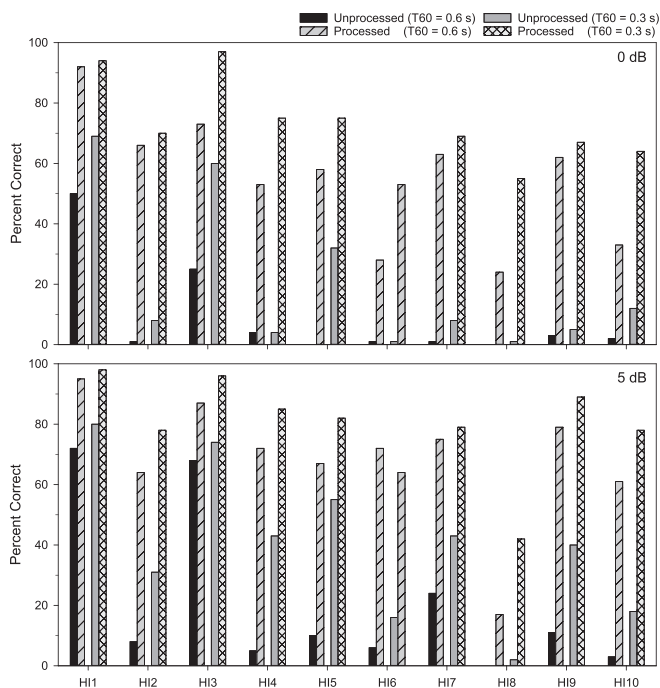 Unprocessed (T60 = 0.6 s) Unprocessed (T60 = 0.3 s)
Processed (T60 = 0.6 s) Processed (T60 = 0.3 s)
0 dB
Percent Correct
100
80
60
40
20
0
5 dB
Percent Correct
100
80
60
40
20
0
HI1 HI2 HI3 HI4 HI5 HI6 HI7 HI8 HI9 HI10